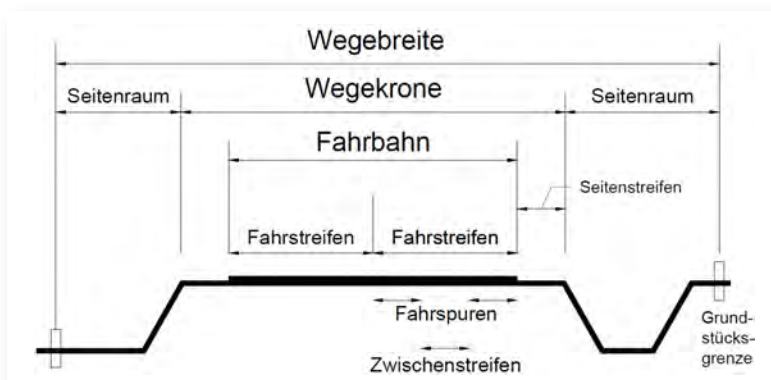 Wegebreite
Seitenraum
Wegekrone
Seitenraum
Fahrbahn
Seitenstreifen
Fahrstreifen
Fahrstreifen
Fahrspuren
Zwischenstreifen
Grund-
stücks-
grenze